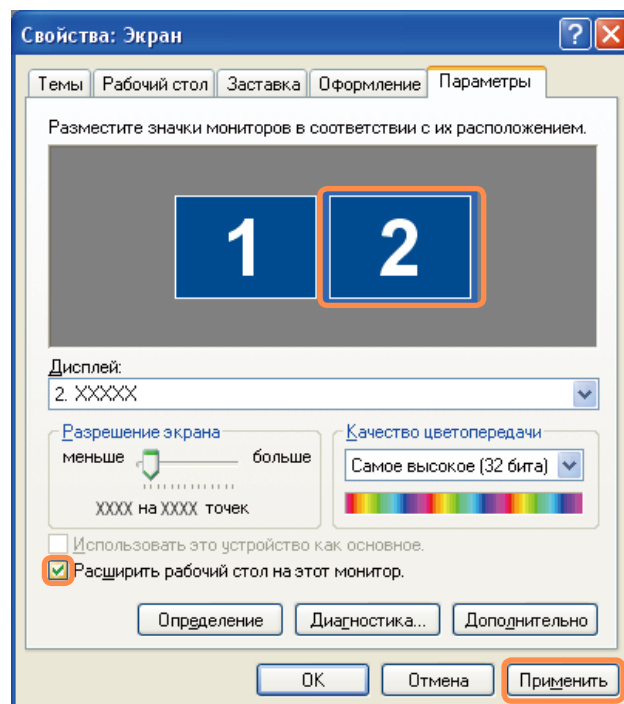 Свойства: Экран
Темы Рабочий стол Заставка Оформление Параметры
Разместите значки мониторов в соответствии с их расположением.
1 2
Дисплей:
2. XXXXX
Разрешение экрана
меньше больше
XXXX на XXXX точек
Качество цветопередачи
Самое высокое (32 бита)
Использовать это устройство как основное.
Расширить рабочий стол на этот монитор.
Определение Диагностика... Дополнительно
OK Отмена Применить